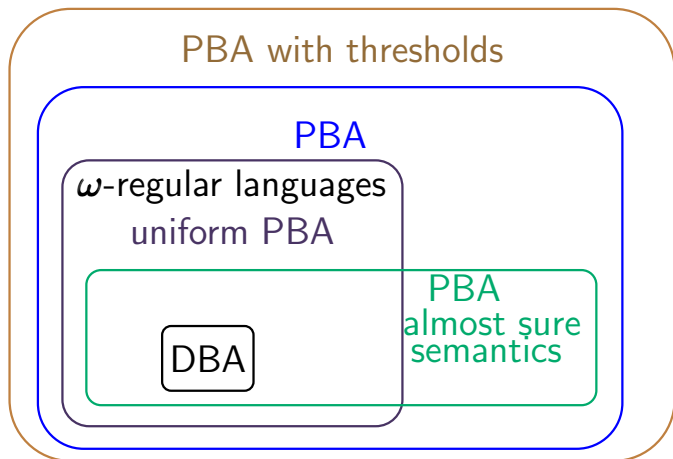 PBA with thresholds
PBA
ω-regular languages
uniform PBA
PBA
almost sure
semantics
DBA